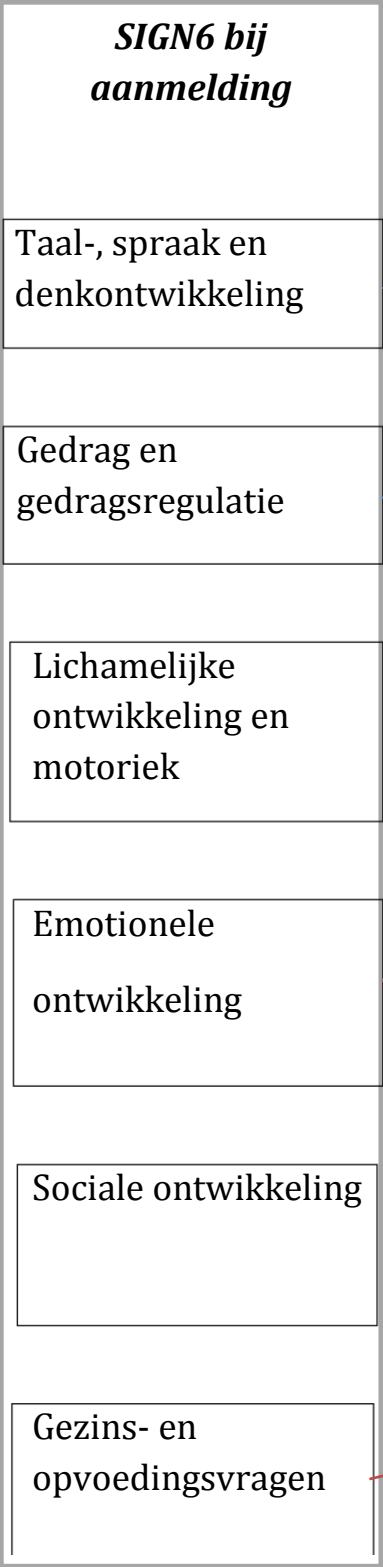 SIGN6 bij
aanmelding
Taal-, spraak en
denkontwikkeling
Gedrag en
gedragsregulatie
Lichamelijke
ontwikkeling en
motoriek
Emotionele
ontwikkeling
Sociale ontwikkeling
Gezins- en
opvoedingsvragen